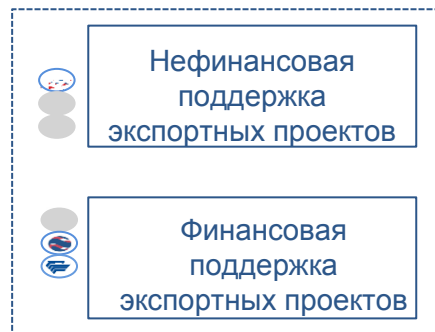 Нефинансовая
поддержка
экспортных проектов
Финансовая
поддержка
экспортных проектов